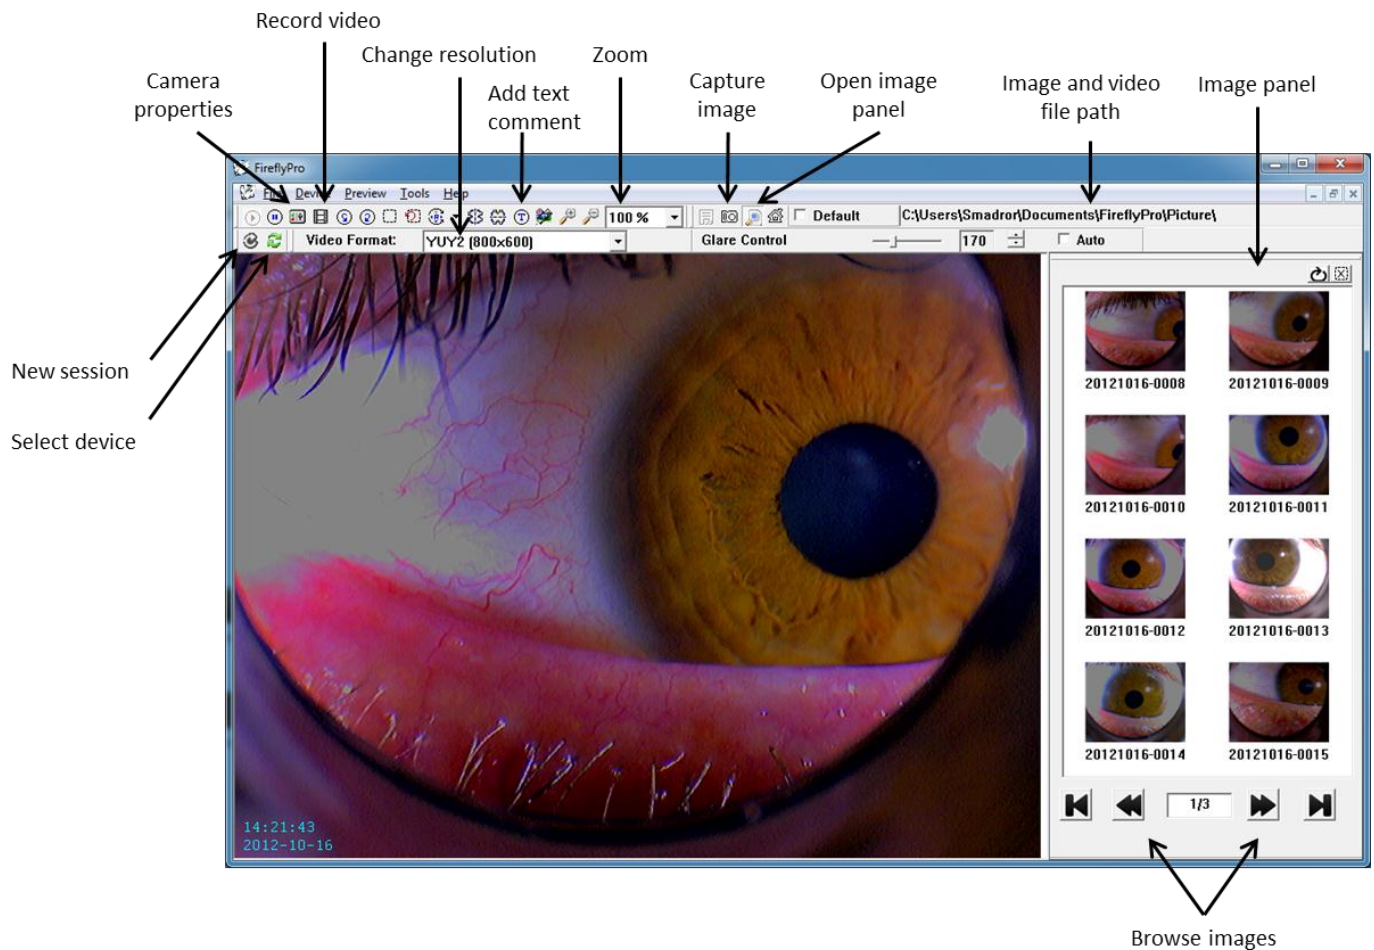 Record video
Change resolution
Zoom
Camera
properties
Add text
comment
Capture
image
Open image
panel
Image and video
file path
Image panel
FireflyPro
File Device Preview Tools Help
100 %
Default
C:\Users\Smadror\Documents\FireflyPro\Picture\
Video Format:
YUY2 (800x600)
Glare Control
170
Auto
New session
Select device
20121016-0008
20121016-0009
20121016-0010
20121016-0011
20121016-0012
20121016-0013
20121016-0014
20121016-0015
1/3
14:21:43
2012-10-16
Browse images